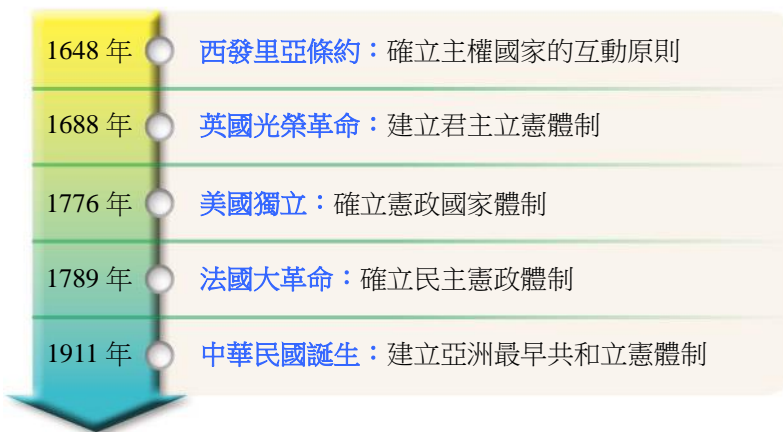 1648 年 西發里亞條約：確立主權國家的互動原則
1688 年 英國光榮革命：建立君主立憲體制
1776 年 美國獨立：確立憲政國家體制
1789 年 法國大革命：確立民主憲政體制
1911 年 中華民國誕生：建立亞洲最早共和立憲體制